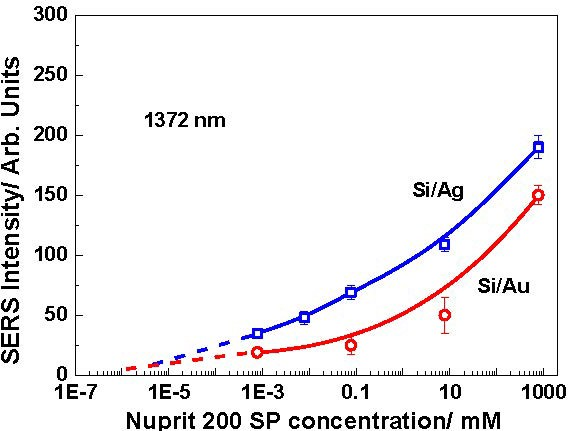 300
250
200
150
100
50
0
1372 nm
Si/Ag
Si/Au
SERS Intensity/ Arb. Units
1E-7
1E-5
1E-3
0.1
10
1000
Nuprit 200 SP concentration/ mM